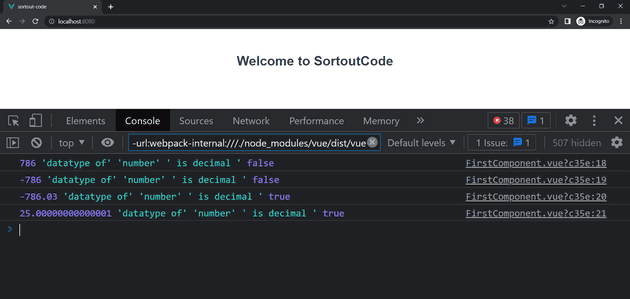 sortout-code
localhost:8080
Incognito
Welcome to SortoutCode
Elements Console Sources Network Performance Memory
38 1
top -url:webpack-internal:///./node_modules/vue/dist/vue Default levels 1 Issue: 1 507 hidden
786 'datatype of' 'number' ' is decimal ' false FirstComponent.vue?c35e:18
-786 'datatype of' 'number' ' is decimal ' false FirstComponent.vue?c35e:19
-786.03 'datatype of' 'number' ' is decimal ' true FirstComponent.vue?c35e:20
25.00000000000001 'datatype of' 'number' ' is decimal ' true FirstComponent.vue?c35e:21